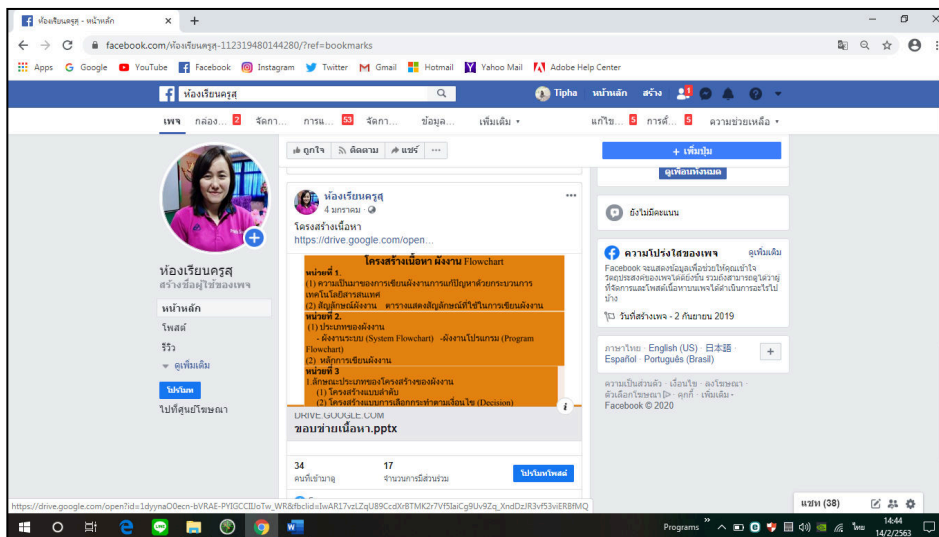 ห้องเรียนครูสุ - หน้าหลัก
facebook.com/ห้องเรียนครูสุ-112319480144280/?ref=bookmarks
Apps Google YouTube Facebook Instagram Twitter Gmail Hotmail Yahoo Mail Adobe Help Center
ห้องเรียนครูสุ
Tipha หน้าหลัก สร้าง 1
เพจ กล่อง... 2 จัดกา... การแ... 53 จัดกา... ข้อมูล... เพิ่มเติม แก้ไข... 5 การตั้... 5 ความช่วยเหลือ
ถูกใจ ติดตาม แชร์ ...
+ เพิ่มปุ่ม
ดูเพื่อนทั้งหมด
ห้องเรียนครูสุ
สร้างชื่อผู้ใช้ของเพจ
หน้าหลัก
โพสต์
รีวิว
ดูเพิ่มเติม
โปรโมท
ไปที่ศูนย์โฆษณา
ห้องเรียนครูสุ
4 มกราคม
โครงสร้างเนื้อหา
https://drive.google.com/open...
โครงสร้างเนื้อหา ผังงาน Flowchart
หน่วยที่ 1.
(1) ความเป็นมาของการเขียนผังงานการแก้ปัญหาด้วยกระบวนการ
เทคโนโลยีสารสนเทศ
(2) สัญลักษณ์ผังงาน ตารางแสดงสัญลักษณ์ที่ใช้ในการเขียนผังงาน
หน่วยที่ 2.
(1) ประเภทของผังงาน
- ผังงานระบบ (System Flowchart) -ผังงานโปรแกรม (Program
Flowchart)
(2) หลักการเขียนผังงาน
หน่วยที่ 3
1.ลักษณะประเภทของโครงสร้างของผังงาน
(1) โครงสร้างแบบลำดับ
(2) โครงสร้างแบบการเลือกกระทำตามเงื่อนไข (Decision)
DRIVE.GOOGLE.COM
ขอบข่ายเนื้อหา.pptx
34 17
คนที่เข้ามาดู จำนวนการมีส่วนร่วม
โปรโมทโพสต์
ยังไม่มีคะแนน
ความโปร่งใสของเพจ ดูเพิ่มเติม
Facebook จะแสดงข้อมูลเพื่อช่วยให้คุณเข้าใจ
วัตถุประสงค์ของเพจได้ดียิ่งขึ้น รวมถึงสามารถดูได้ว่าผู้
ที่จัดการและโพสต์เนื้อหาบนเพจได้ดำเนินการอะไรไป
บ้าง
วันที่สร้างเพจ - 2 กันยายน 2019
ภาษาไทย · English (US) · 日本語 ·
Español · Português (Brasil)
ความเป็นส่วนตัว · เงื่อนไข · ลงโฆษณา ·
ตัวเลือกโฆษณา · คุกกี้ · เพิ่มเติม ·
Facebook © 2020
แชท (38)
Programs
ไทย
14:44
14/2/2563